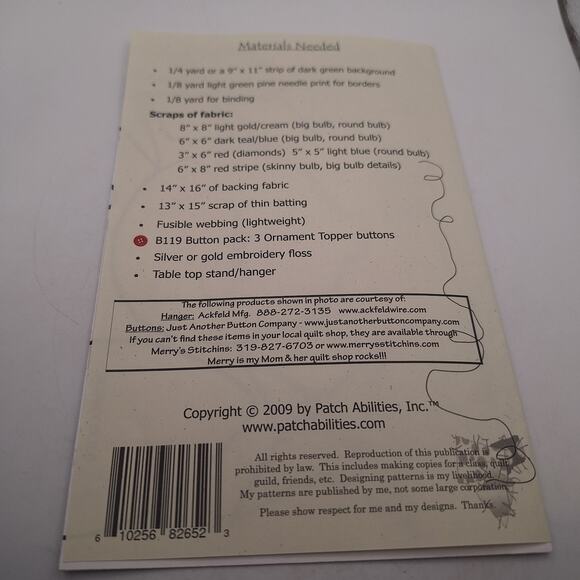 Materials Needed
• 1/4 yard or a 9" x 11" strip of dark green background
• 1/8 yard light green pine needle print for borders
• 1/8 yard for binding
Scraps of fabric:
8" x 8" light gold/cream (big bulb, round bulb)
6" x 6" dark teal/blue (big bulb, round bulb)
3" x 6" red (diamonds) 5" x 5" light blue (round bulb)
6" x 8" red stripe (skinny bulb, big bulb details)
• 14" x 16" of backing fabric
• 13" x 15" scrap of thin batting
• Fusible webbing (lightweight)
B119 Button pack: 3 Ornament Topper buttons
• Silver or gold embroidery floss
• Table top stand/hanger
The following products shown in photo are courtesy of:
Hanger: Ackfeld Mfg. 888-272-3135 www.ackfeldwire.com
Buttons: Just Another Button Company - www.justanotherbuttoncompany.com
If you can't find these items in your local quilt shop, they are available through
Merry's Stitchins: 319-827-6703 or www.merrysstitchins.com
Merry is my Mom & her quilt shop rocks!!!
Copyright © 2009 by Patch Abilities, Inc.™
www.patchabilities.com
All rights reserved. Reproduction of this publication is
prohibited by law. This includes making copies for a class, quilt
guild, friends, etc. Designing patterns is my livelihood.
My patterns are published by me, not some large corporation.
Please show respect for me and my designs. Thanks.
6 10256 82652 3